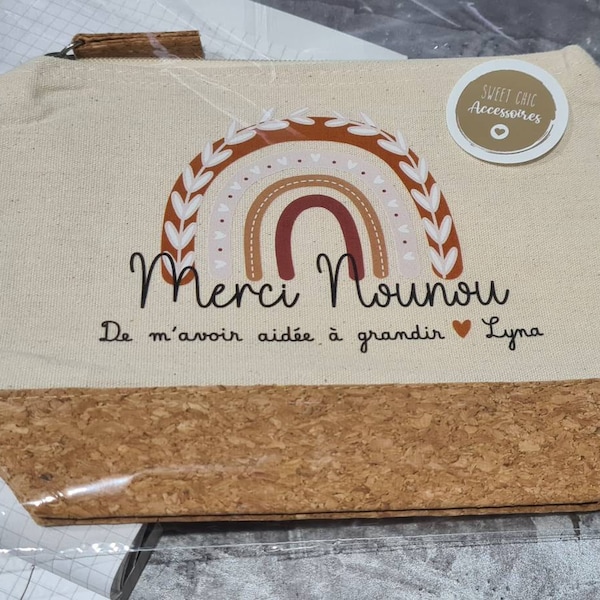 SWEET CHIC
Accessoires
Merci Nounou
De m'avoir aidée à grandir ❤ Lyna